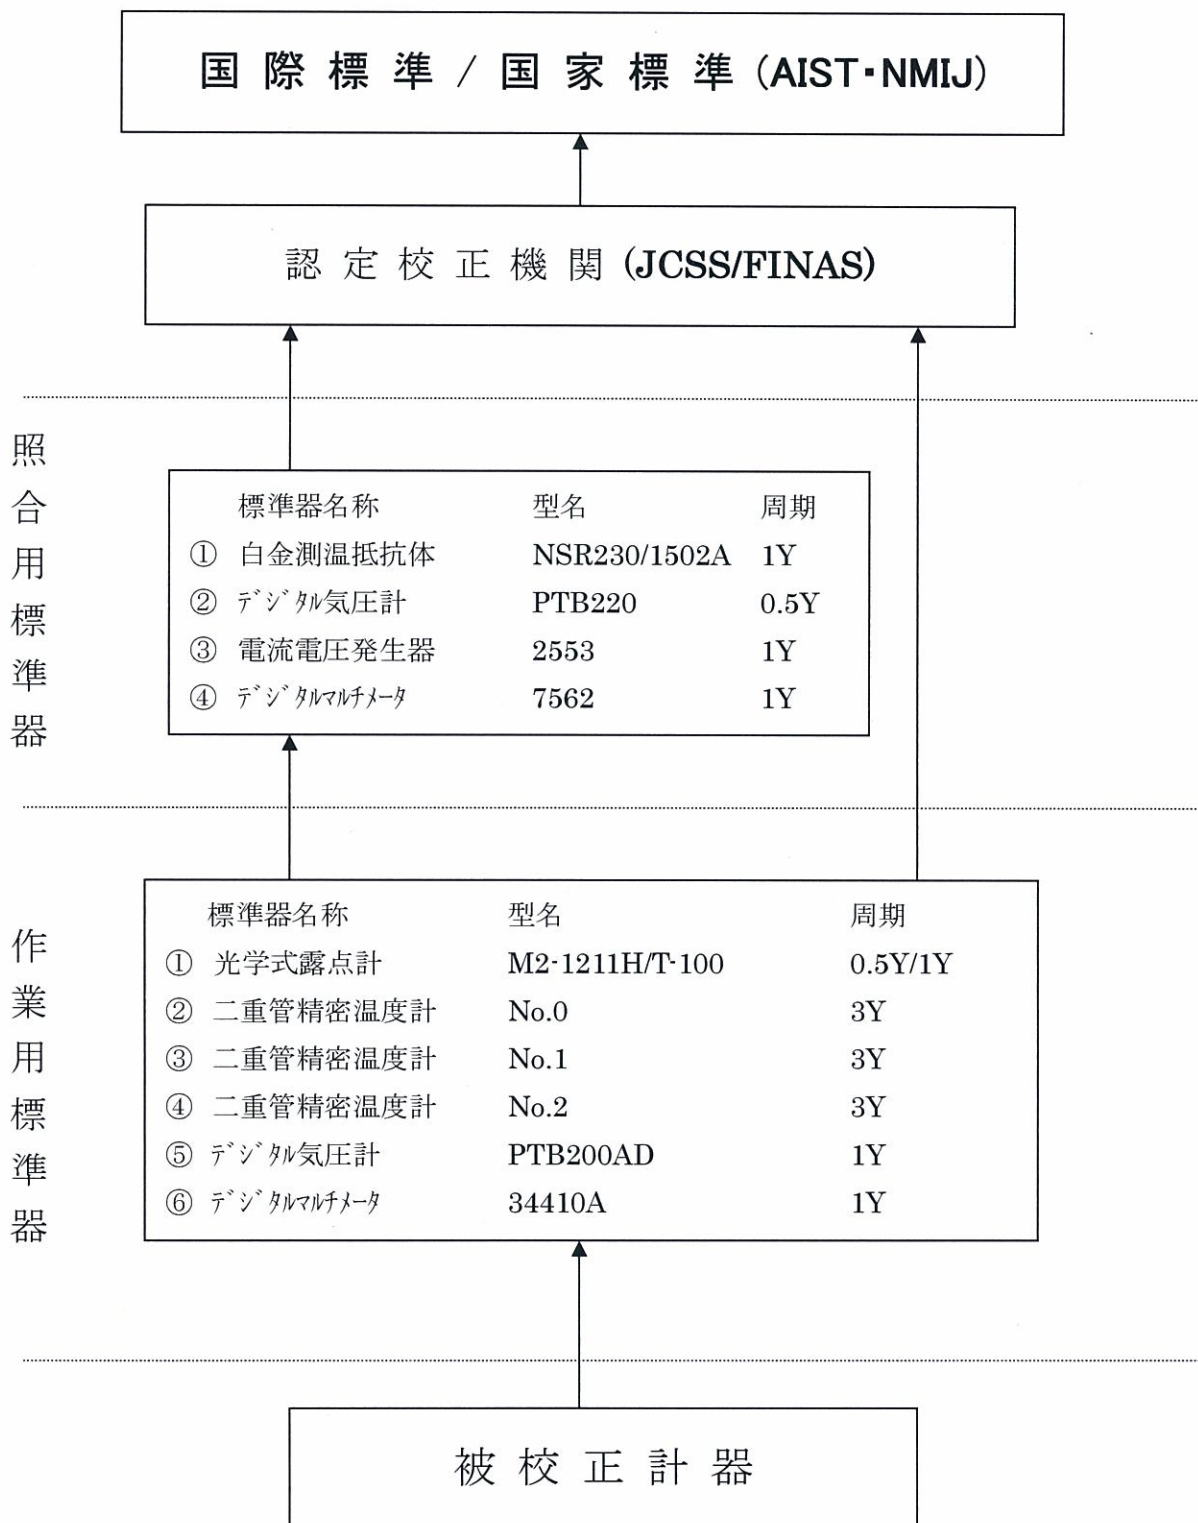 国際標準/国家標準(AIST・NMIJ)
認定校正機関(JCSS/FINAS)
照合用標準器
標準器名称 型名 周期
① 白金測温抵抗体 NSR230/1502A 1Y
② ﾃﾞｼﾞﾀﾙ気圧計 PTB220 0.5Y
③ 電流電圧発生器 2553 1Y
④ ﾃﾞｼﾞﾀﾙﾏﾙﾁﾒｰﾀ 7562 1Y
作業用標準器
標準器名称 型名 周期
① 光学式露点計 M2-1211H/T-100 0.5Y/1Y
② 二重管精密温度計 No.0 3Y
③ 二重管精密温度計 No.1 3Y
④ 二重管精密温度計 No.2 3Y
⑤ ﾃﾞｼﾞﾀﾙ気圧計 PTB200AD 1Y
⑥ ﾃﾞｼﾞﾀﾙﾏﾙﾁﾒｰﾀ 34410A 1Y
被校正計器